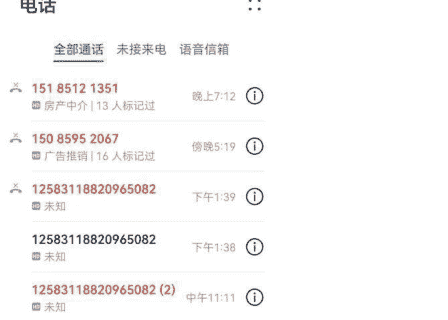 电话
全部通话 未接来电 语音信箱
151 8512 1351
晚上7:12
房产中介 | 13 人标记过
150 8595 2067
傍晚5:19
广告推销 | 16 人标记过
12583118820965082
下午1:39
未知
12583118820965082
下午1:38
未知
12583118820965082 (2)
中午11:11
未知